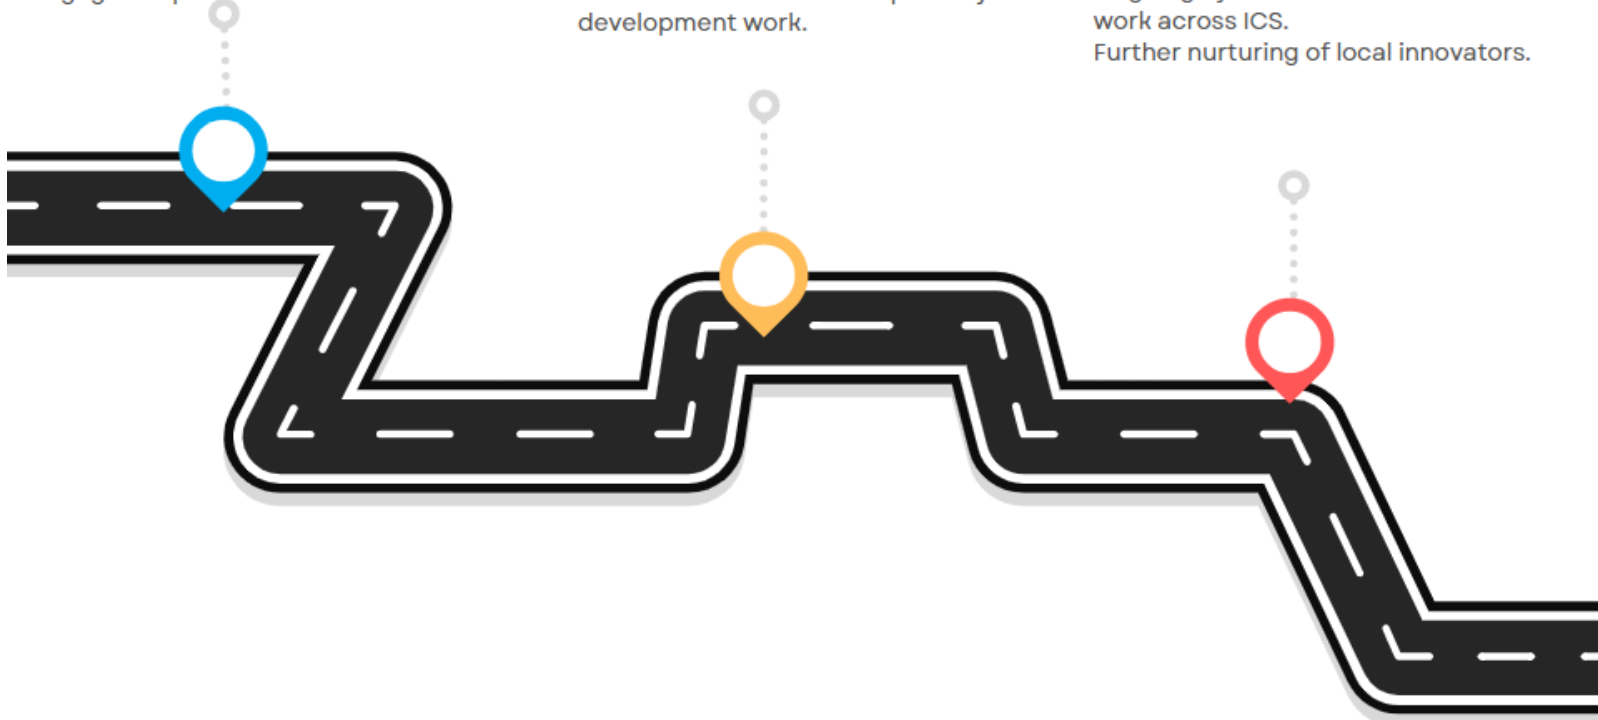 development work.
work across ICS.
Further nurturing of local innovators.